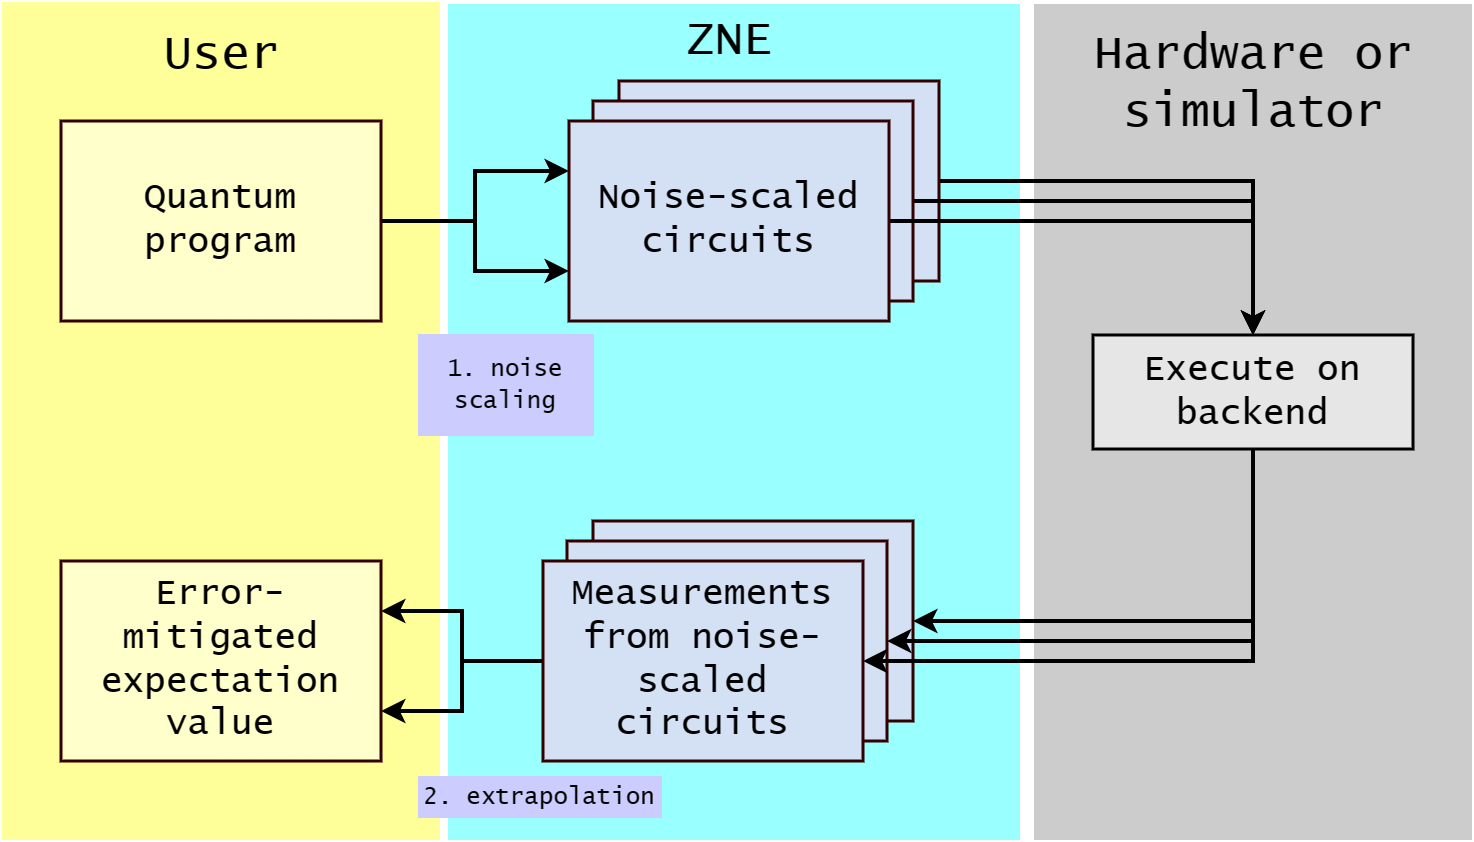 User
ZNE
Hardware or
simulator
Quantum
program
Noise-scaled
circuits
1. noise
scaling
Execute on
backend
Error-
mitigated
expectation
value
Measurements
from noise-
scaled
circuits
2. extrapolation